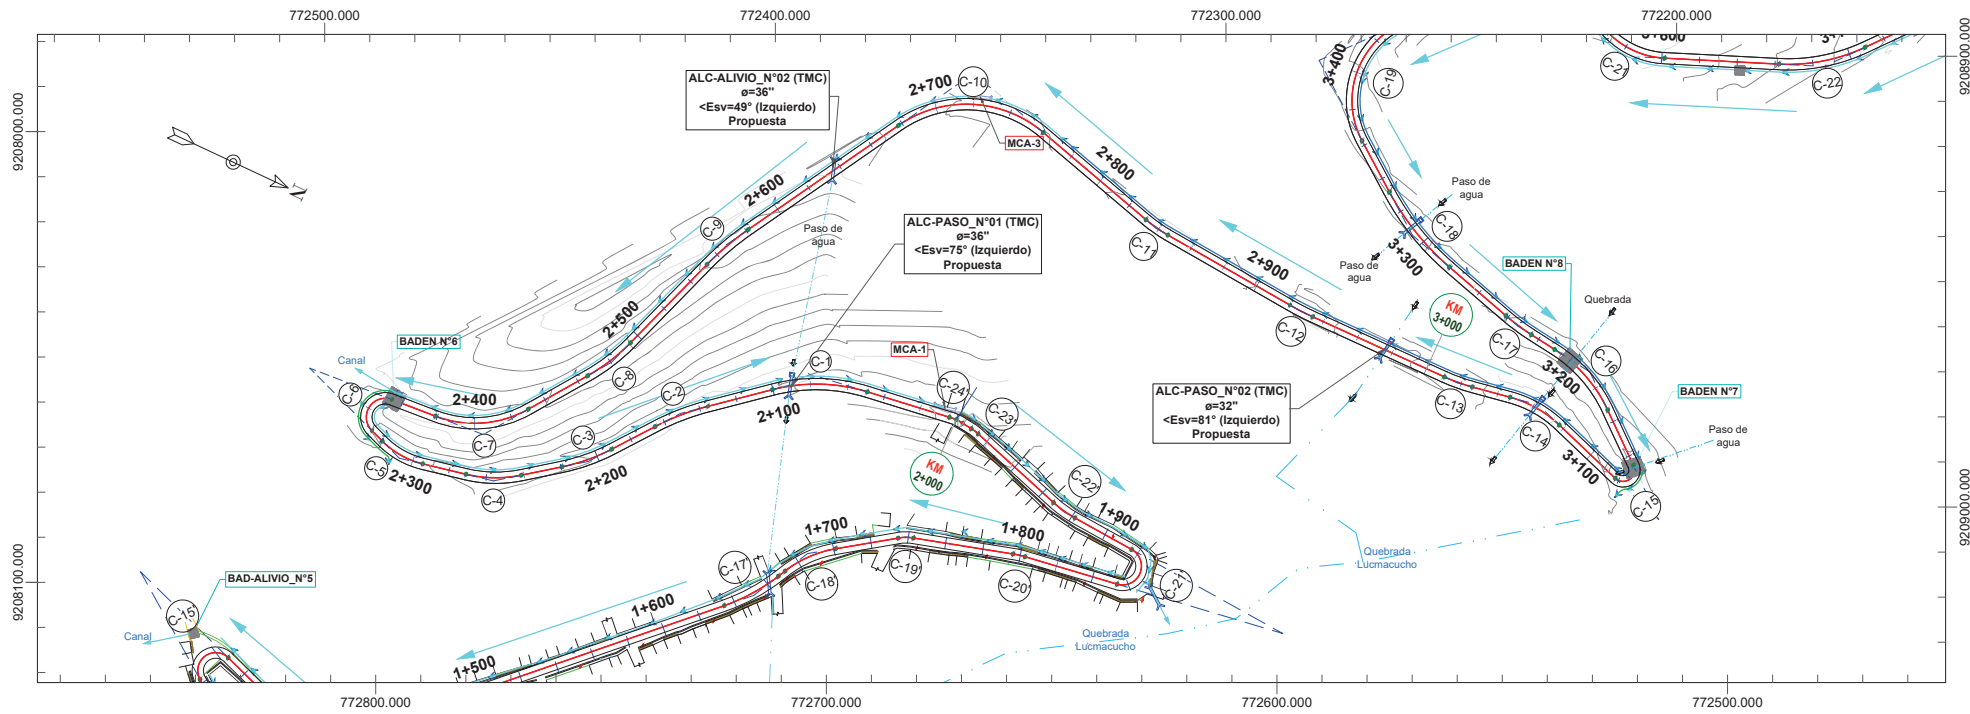 772500.000
772400.000
772300.000
772200.000
9208000.000
9208100.000
9208900.000
9209000.000
772800.000
772700.000
772600.000
772500.000
N
ALC-ALIVIO_N°02 (TMC)
ø=36"
<Esv=49° (Izquierdo)
Propuesta
2+700
C-10
MCA-3
2+800
2+600
C-9
Paso de
agua
ALC-PASO_N°01 (TMC)
ø=36"
<Esv=75° (Izquierdo)
Propuesta
C-11
2+900
C-12
2+500
BADEN N°6
Canal
C-6
2+400
C-8
C-7
C-2
C-1
2+100
MCA-1
C-24'
C-23'
C-3
C-5
2+300
C-4
2+200
KM
2+000
C-22'
1+900
1+700
1+800
C-17'
C-18'
C-19'
C-20'
C-21'
1+600
1+500
BAD-ALIVIO_N°5
C-15'
Canal
Quebrada
Lucmacucho
Quebrada
Lucmacucho
3+400
C-19
3+600
C-21
C-22
Paso de
agua
C-18
3+300
Paso de
agua
KM
3+000
BADEN N°8
Quebrada
C-17
C-16
3+200
BADEN N°7
ALC-PASO_N°02 (TMC)
ø=32"
<Esv=81° (Izquierdo)
Propuesta
C-13
C-14
3+100
C-15
Paso de
agua